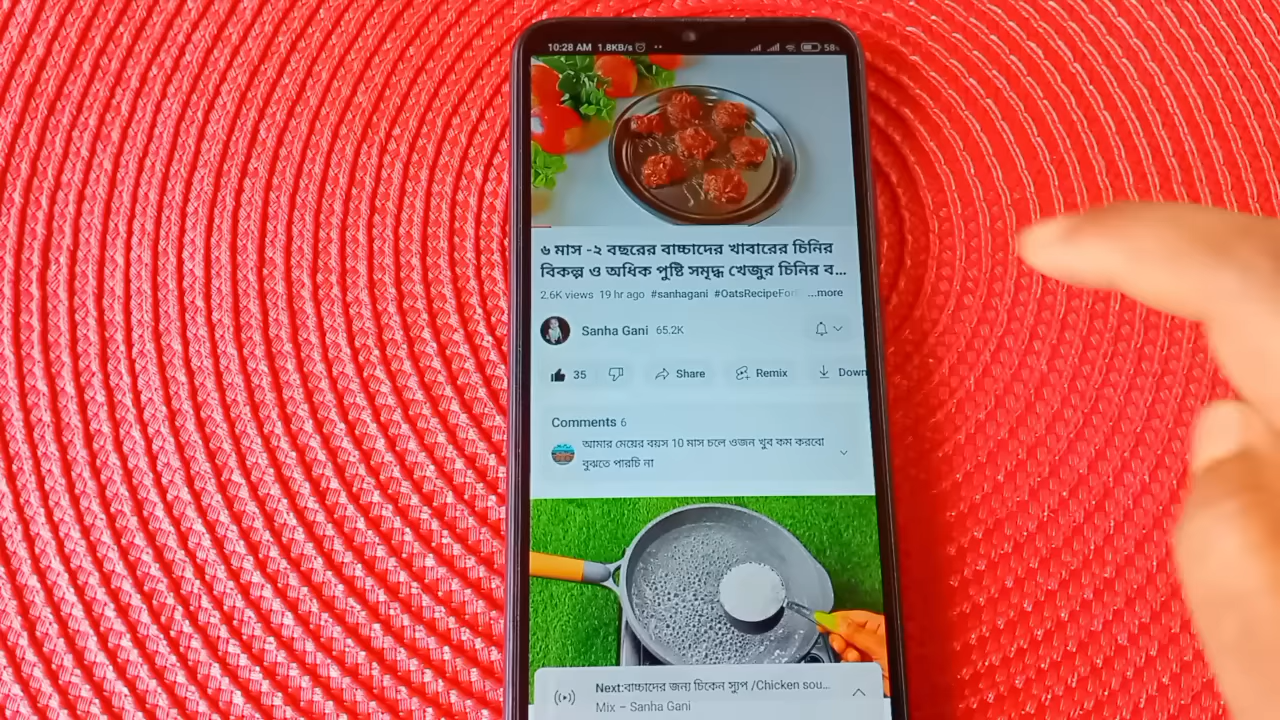 10:28 AM 1.8KB/s 58%
৬ মাস -২ বছরের বাচ্চাদের খাবারের চিনির
বিকল্প ও অধিক পুষ্টি সমৃদ্ধ খেজুর চিনির ব...
2.6K views 19 hr ago #sanhagani #OatsRecipeFor ...more
Sanha Gani 65.2K
35 Share Remix Down
Comments 6
আমার মেয়ের বয়স 10 মাস চলে ওজন খুব কম করবো
বুঝতে পারচি না
Next:বাচ্চাদের জন্য চিকেন স্যুপ /Chicken sou...
Mix – Sanha Gani